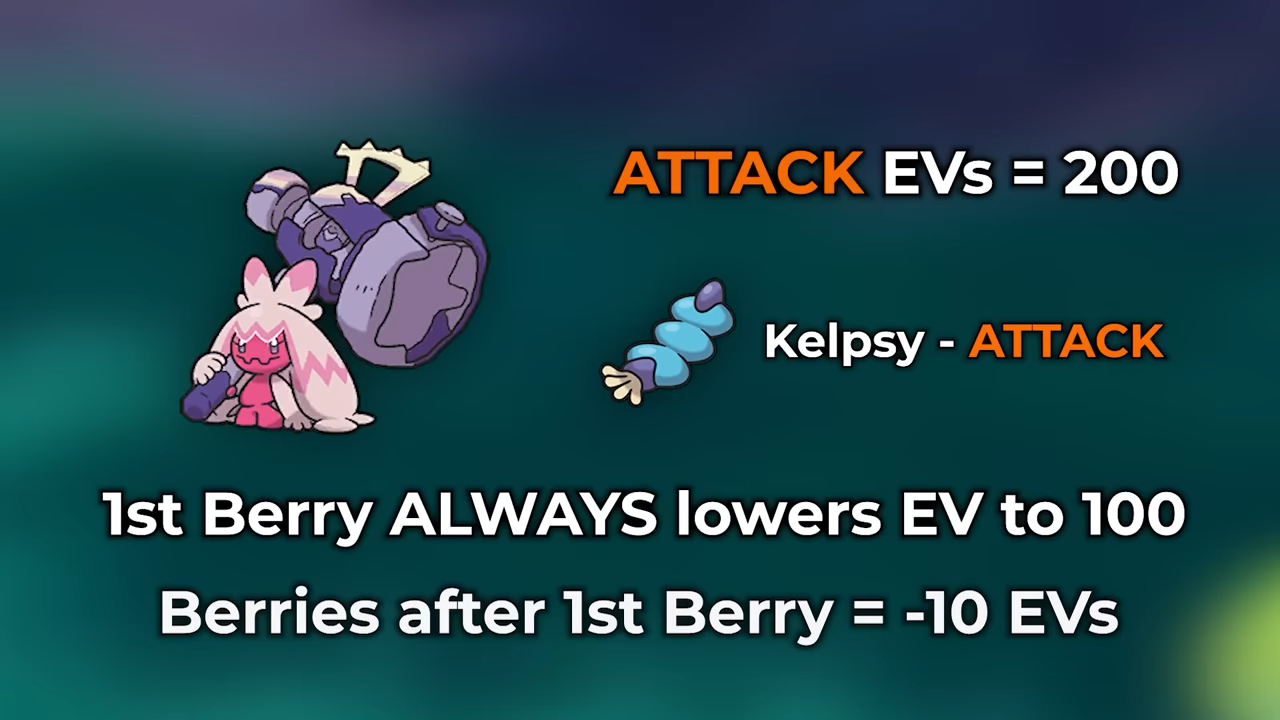 ATTACK EVs = 200
Kelpsy - ATTACK
1st Berry ALWAYS lowers EV to 100
Berries after 1st Berry = -10 EVs